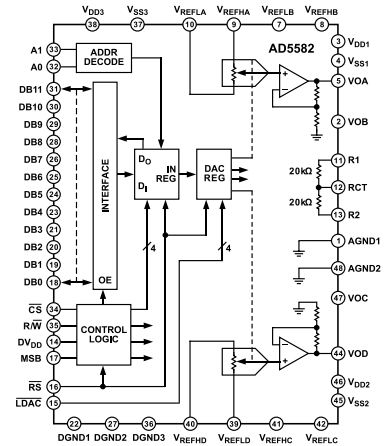 VDD3 VSS3 VREFLA VREFHA VREFLB VREFHB
38 37 10 9 7 8
AD5582
A1 33
A0 32
ADDR DECODE
DB11 31
DB10 30
DB9 29
DB8 28
DB7 26
DB6 25
DB5 24
DB4 23
DB3 21
DB2 20
DB1 19
DB0 18
INTERFACE
OE
DO
DI
IN REG
DAC REG
4
4
+
–
3 VDD1
4 VSS1
5 VOA
2 VOB
11 R1
20kΩ
12 RCT
20kΩ
13 R2
1 AGND1
48 AGND2
47 VOC
–
+
44 VOD
46 VDD2
45 VSS2
CS 34
R/W 35
DVDD 14
MSB 17
RS 16
LDAC 15
CONTROL LOGIC
22 27 36 40 39 41 42
DGND1 DGND2 DGND3 VREFHD VREFLD VREFHC VREFLC